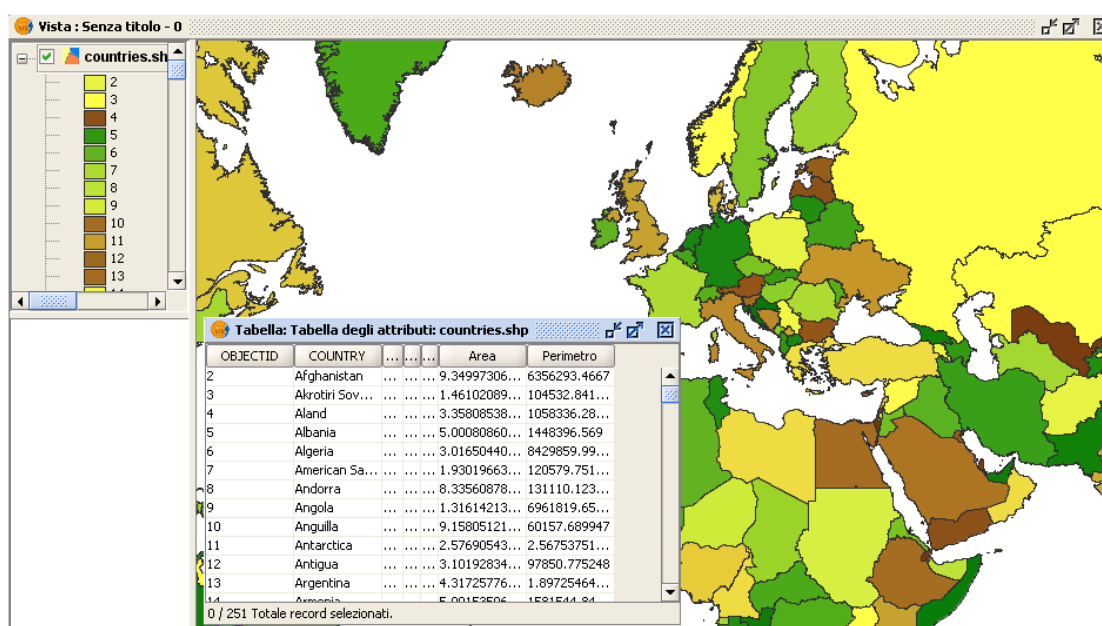 Vista : Senza titolo - 0
countries.sh
2
3
4
5
6
7
8
9
10
11
12
13
Tabella: Tabella degli attributi: countries.shp
OBJECTID COUNTRY ... ... ... Area Perimetro
2 Afghanistan ... ... ... 9.34997306... 6356293.4667
3 Akrotiri Sov... ... ... ... 1.46102089... 104532.841...
4 Aland ... ... ... 3.35808538... 1058336.28...
5 Albania ... ... ... 5.00080860... 1448396.569
6 Algeria ... ... ... 3.01650440... 8429859.99...
7 American Sa... ... ... ... 1.93019663... 120579.751...
8 Andorra ... ... ... 8.33560878... 131110.123...
9 Angola ... ... ... 1.31614213... 6961819.65...
10 Anguilla ... ... ... 9.15805121... 60157.689947
11 Antarctica ... ... ... 2.57690543... 2.56753751...
12 Antigua ... ... ... 3.10192834... 97850.775248
13 Argentina ... ... ... 4.31725776... 1.89725464...
0 / 251 Totale record selezionati.